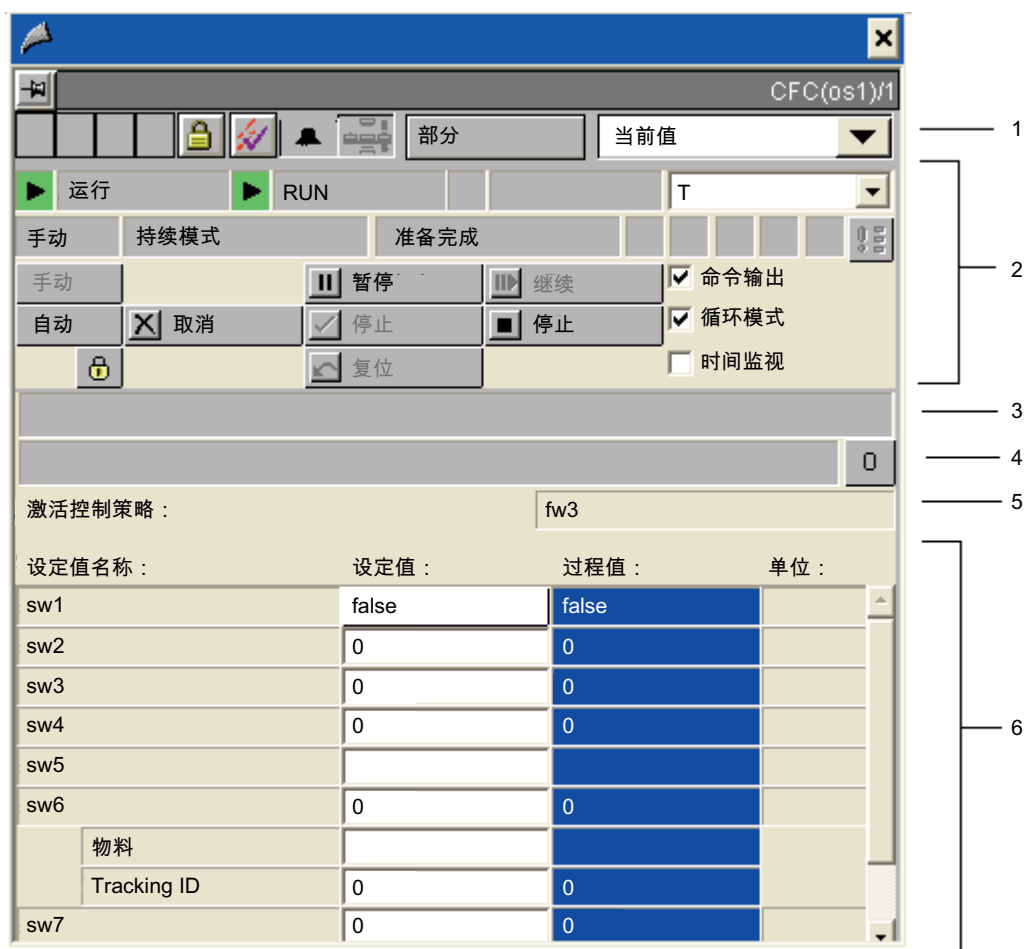 CFC(os1)/1
部分 当前值 1
运行 RUN T
手动 持续模式 准备完成
手动 暂停 继续 命令输出 2
自动 取消 停止 停止 循环模式
复位 时间监视
3
0 4
激活控制策略： fw3 5
设定值名称： 设定值： 过程值： 单位：
sw1 false false
sw2 0 0
sw3 0 0
sw4 0 0 6
sw5
sw6 0 0
物料
Tracking ID 0 0
sw7 0 0